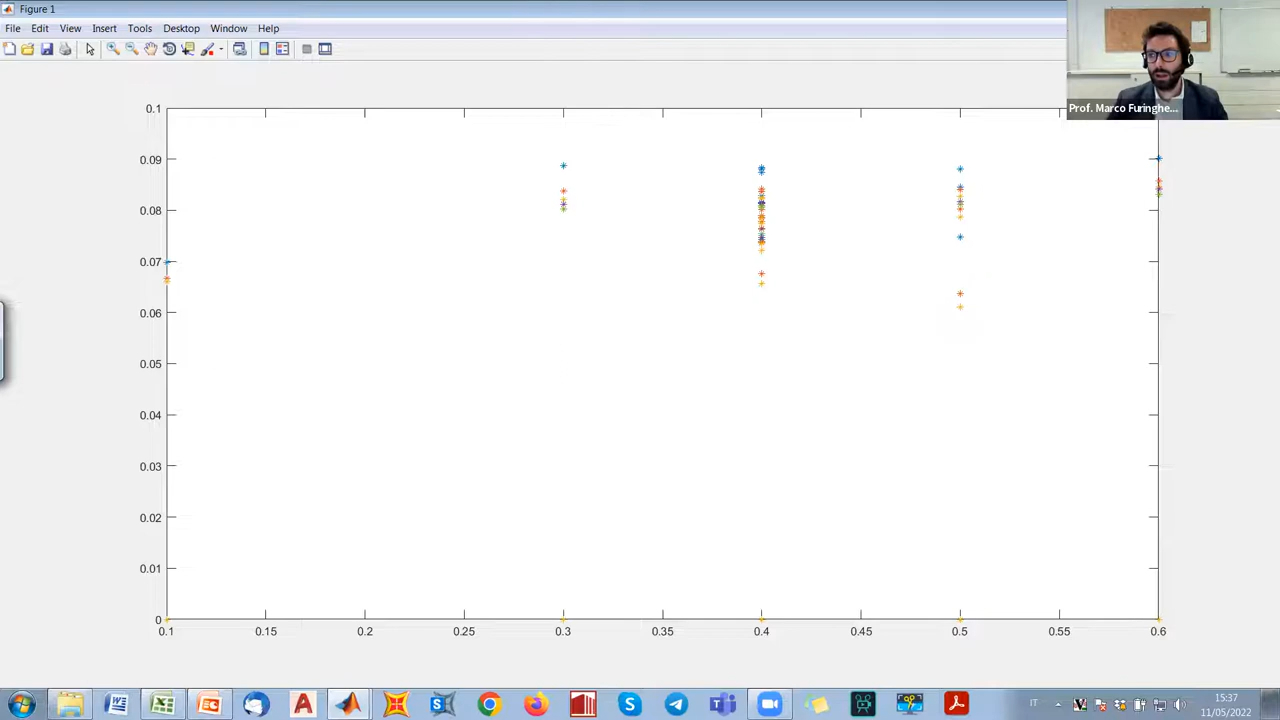 Figure 1
File Edit View Insert Tools Desktop Window Help
Prof. Marco Furinghe...
0.1
0.09
0.08
0.07
0.06
0.05
0.04
0.03
0.02
0.01
0
0.1 0.15 0.2 0.25 0.3 0.35 0.4 0.45 0.5 0.55 0.6
IT
15:37
11/05/2022